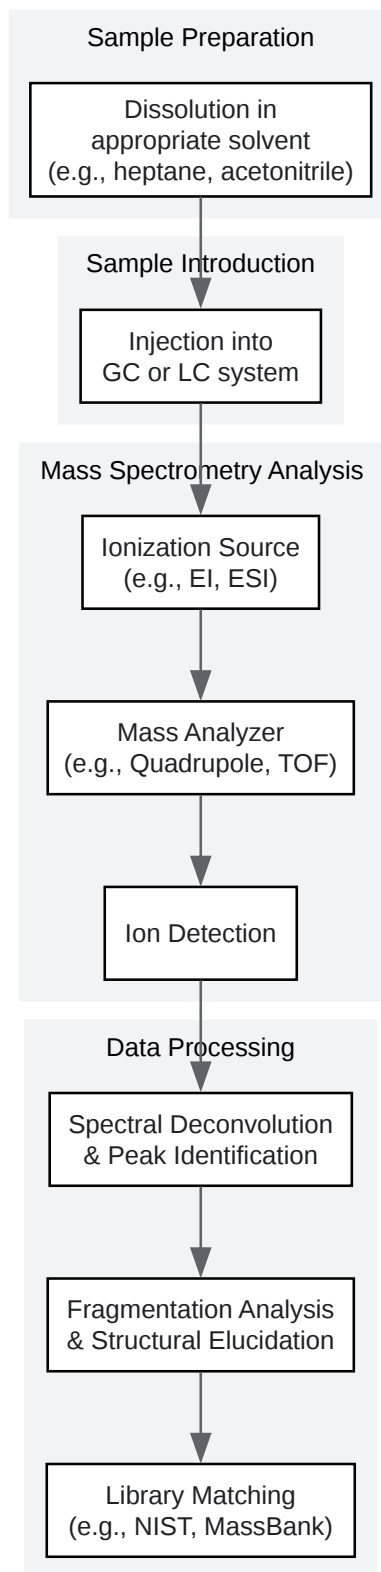 Sample Preparation
Dissolution in
appropriate solvent
(e.g., heptane, acetonitrile)
Sample Introduction
Injection into
GC or LC system
Mass Spectrometry Analysis
Ionization Source
(e.g., EI, ESI)
Mass Analyzer
(e.g., Quadrupole, TOF)
Ion Detection
Data Processing
Spectral Deconvolution
& Peak Identification
Fragmentation Analysis
& Structural Elucidation
Library Matching
(e.g., NIST, MassBank)